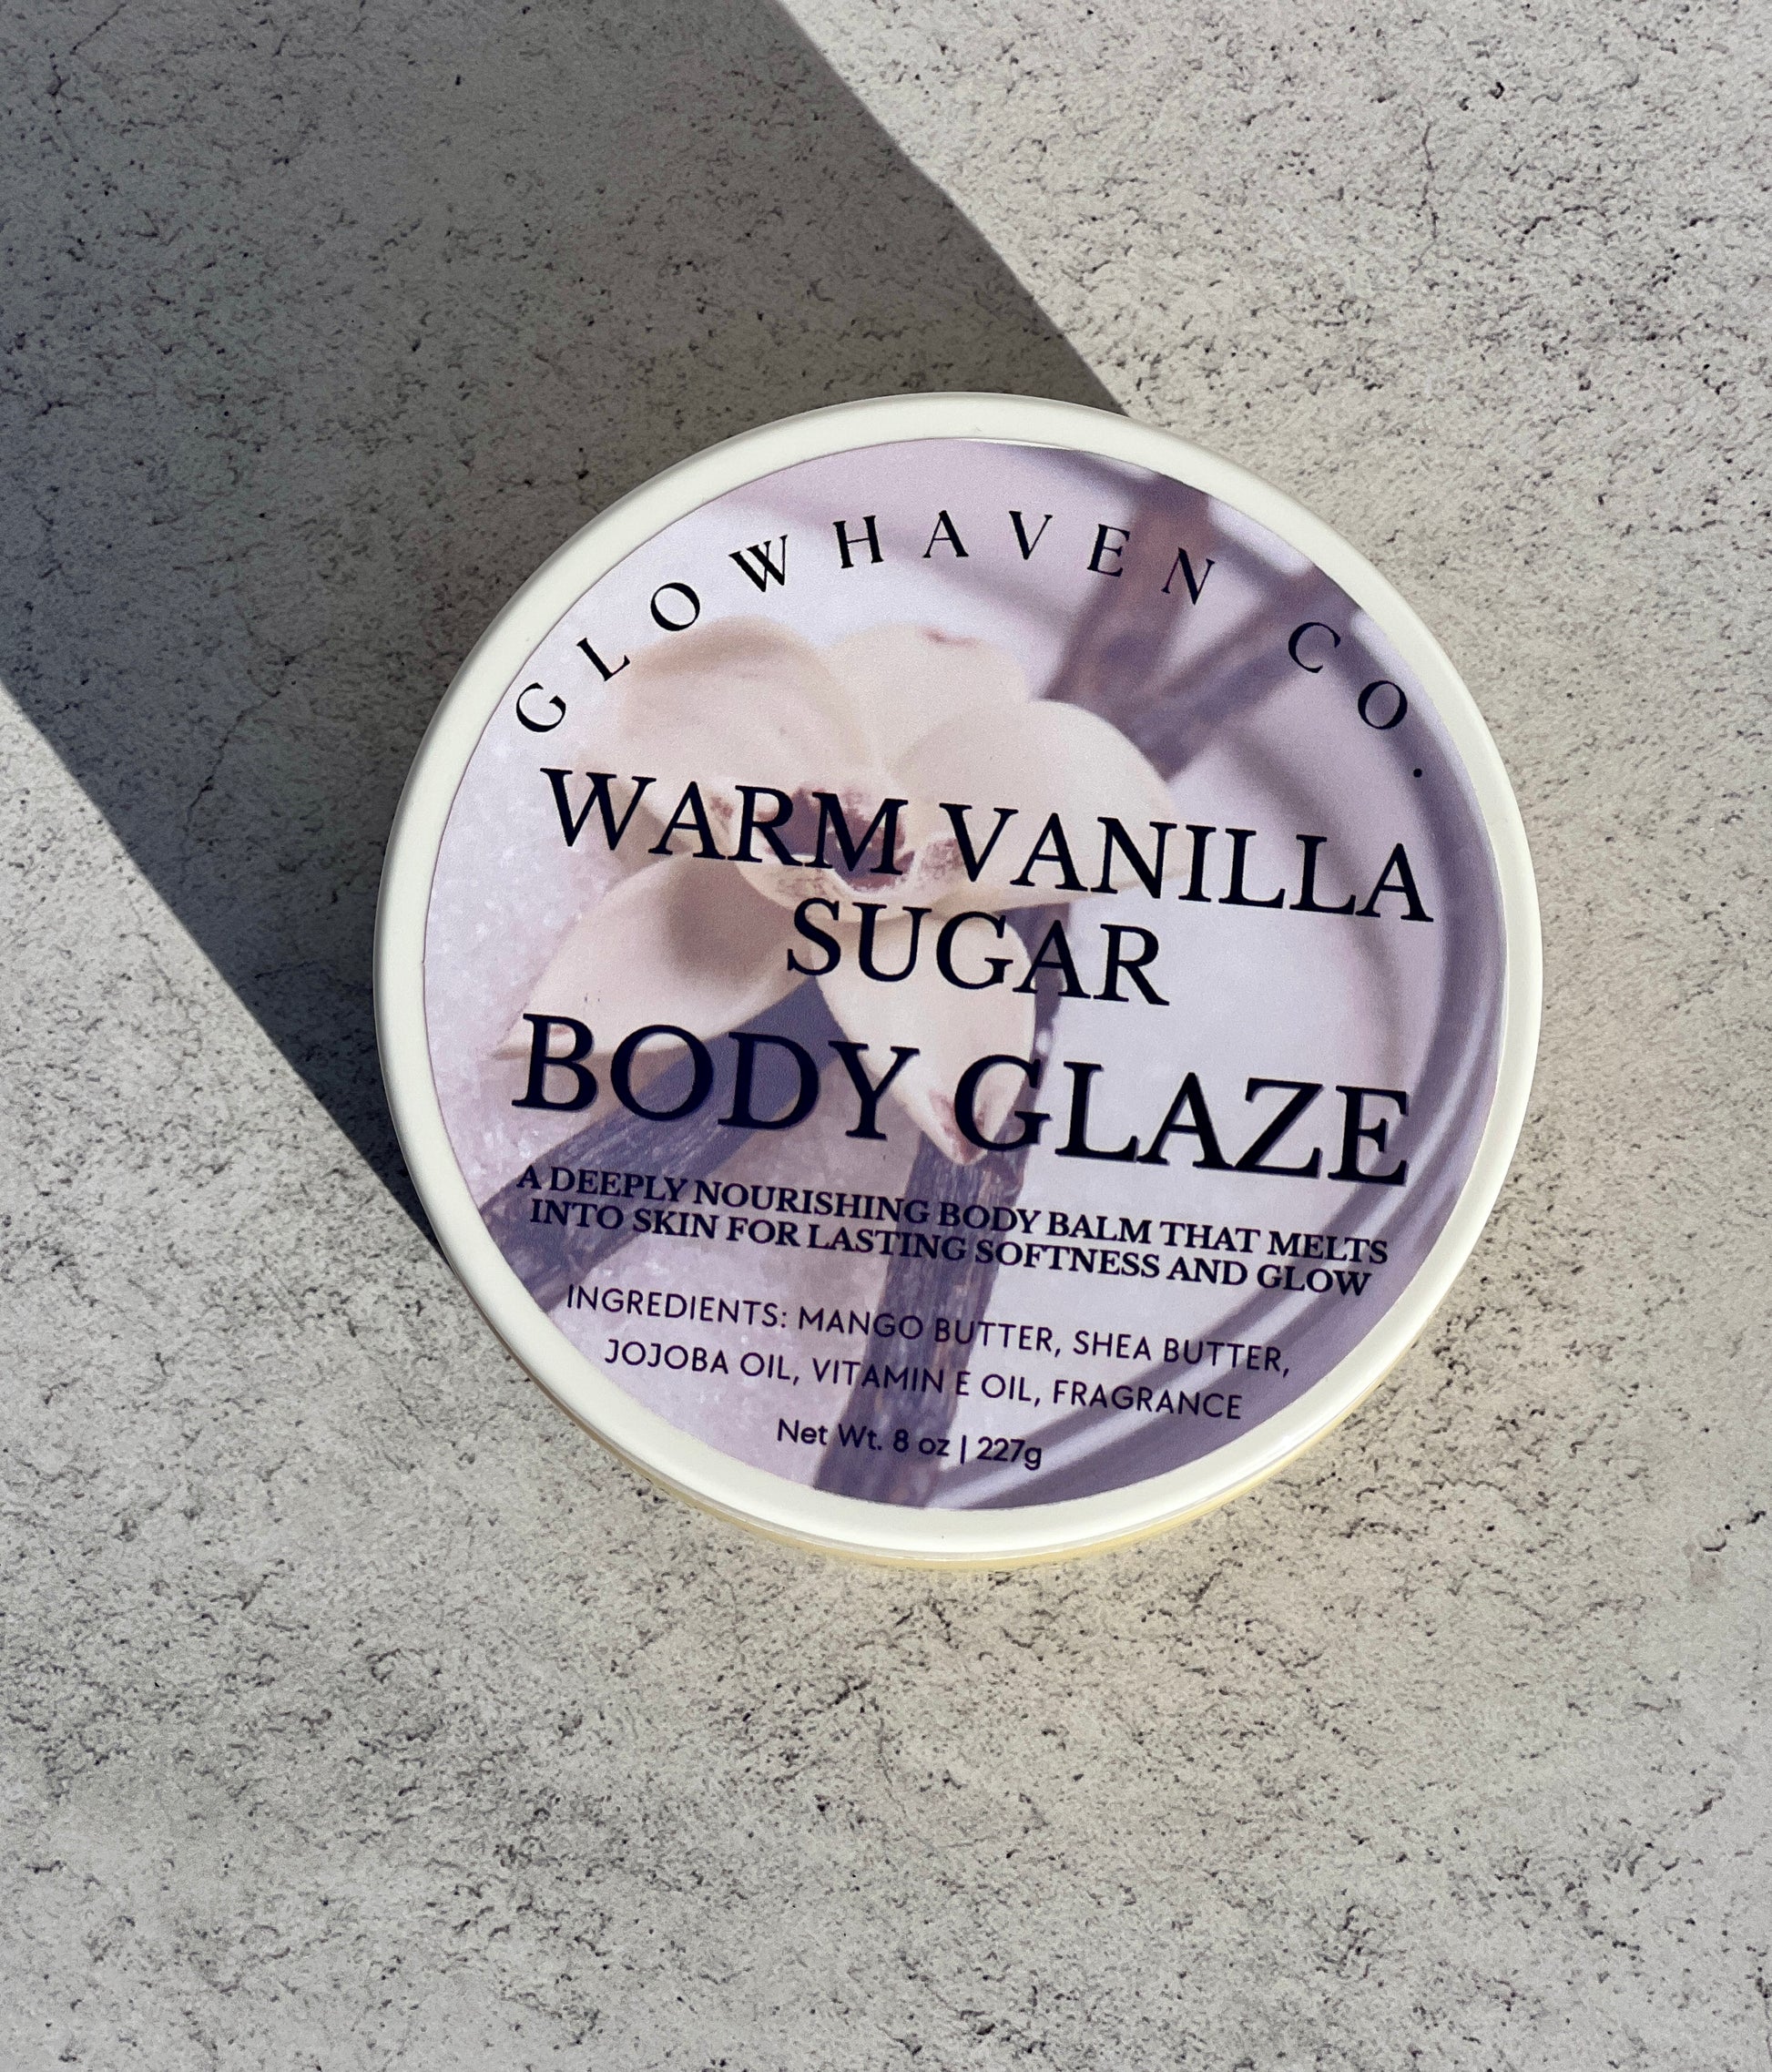 GLOWHAVEN CO.
WARM VANILLA
SUGAR
BODY GLAZE
A DEEPLY NOURISHING BODY BALM THAT MELTS
INTO SKIN FOR LASTING SOFTNESS AND GLOW
INGREDIENTS: MANGO BUTTER, SHEA BUTTER,
JOJOBA OIL, VITAMIN E OIL, FRAGRANCE
Net Wt. 8 oz | 227g